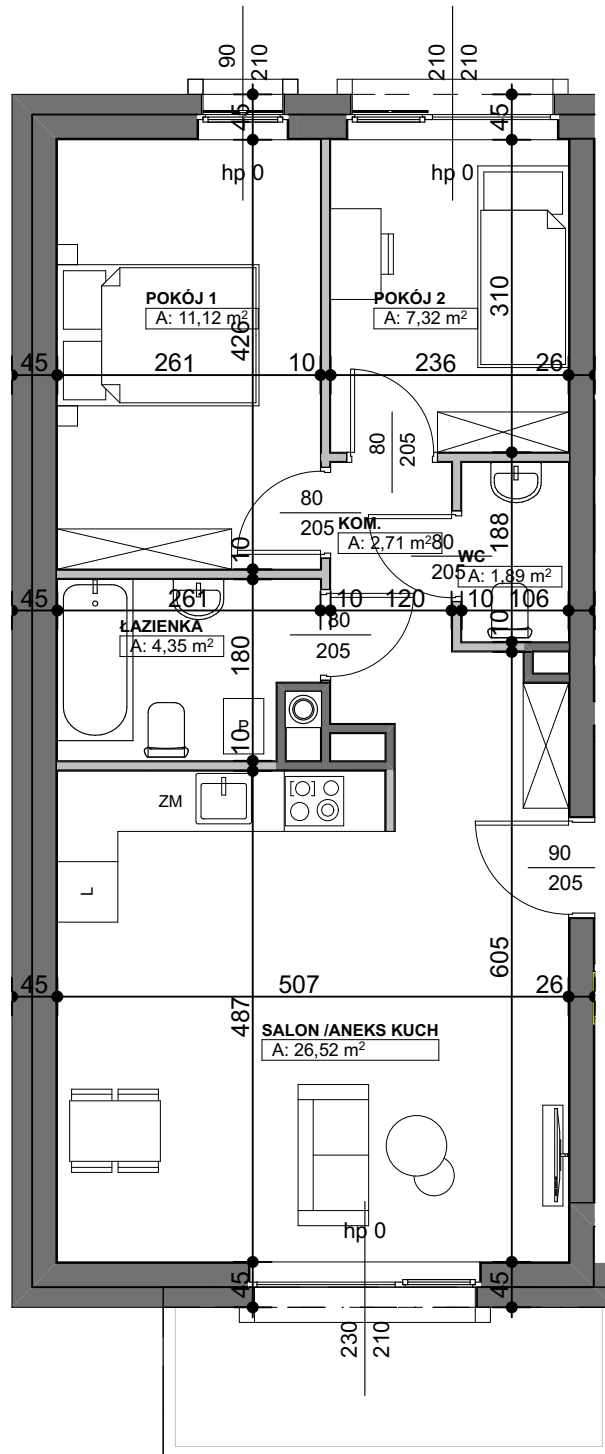 90
210
210
210
45
45
hp 0
hp 0
POKÓJ 1
A: 11,12 m²
POKÓJ 2
A: 7,32 m²
426
310
45
261
10
236
26
80
205
80
205
KOM.
A: 2,71 m²
80
205
WC
A: 1,89 m²
188
10
45
261
10
120
10
106
10
ŁAZIENKA
A: 4,35 m²
80
205
180
P
10
ZM
L
90
205
605
45
507
26
487
SALON /ANEKS KUCH
A: 26,52 m²
hp 0
45
45
230
210